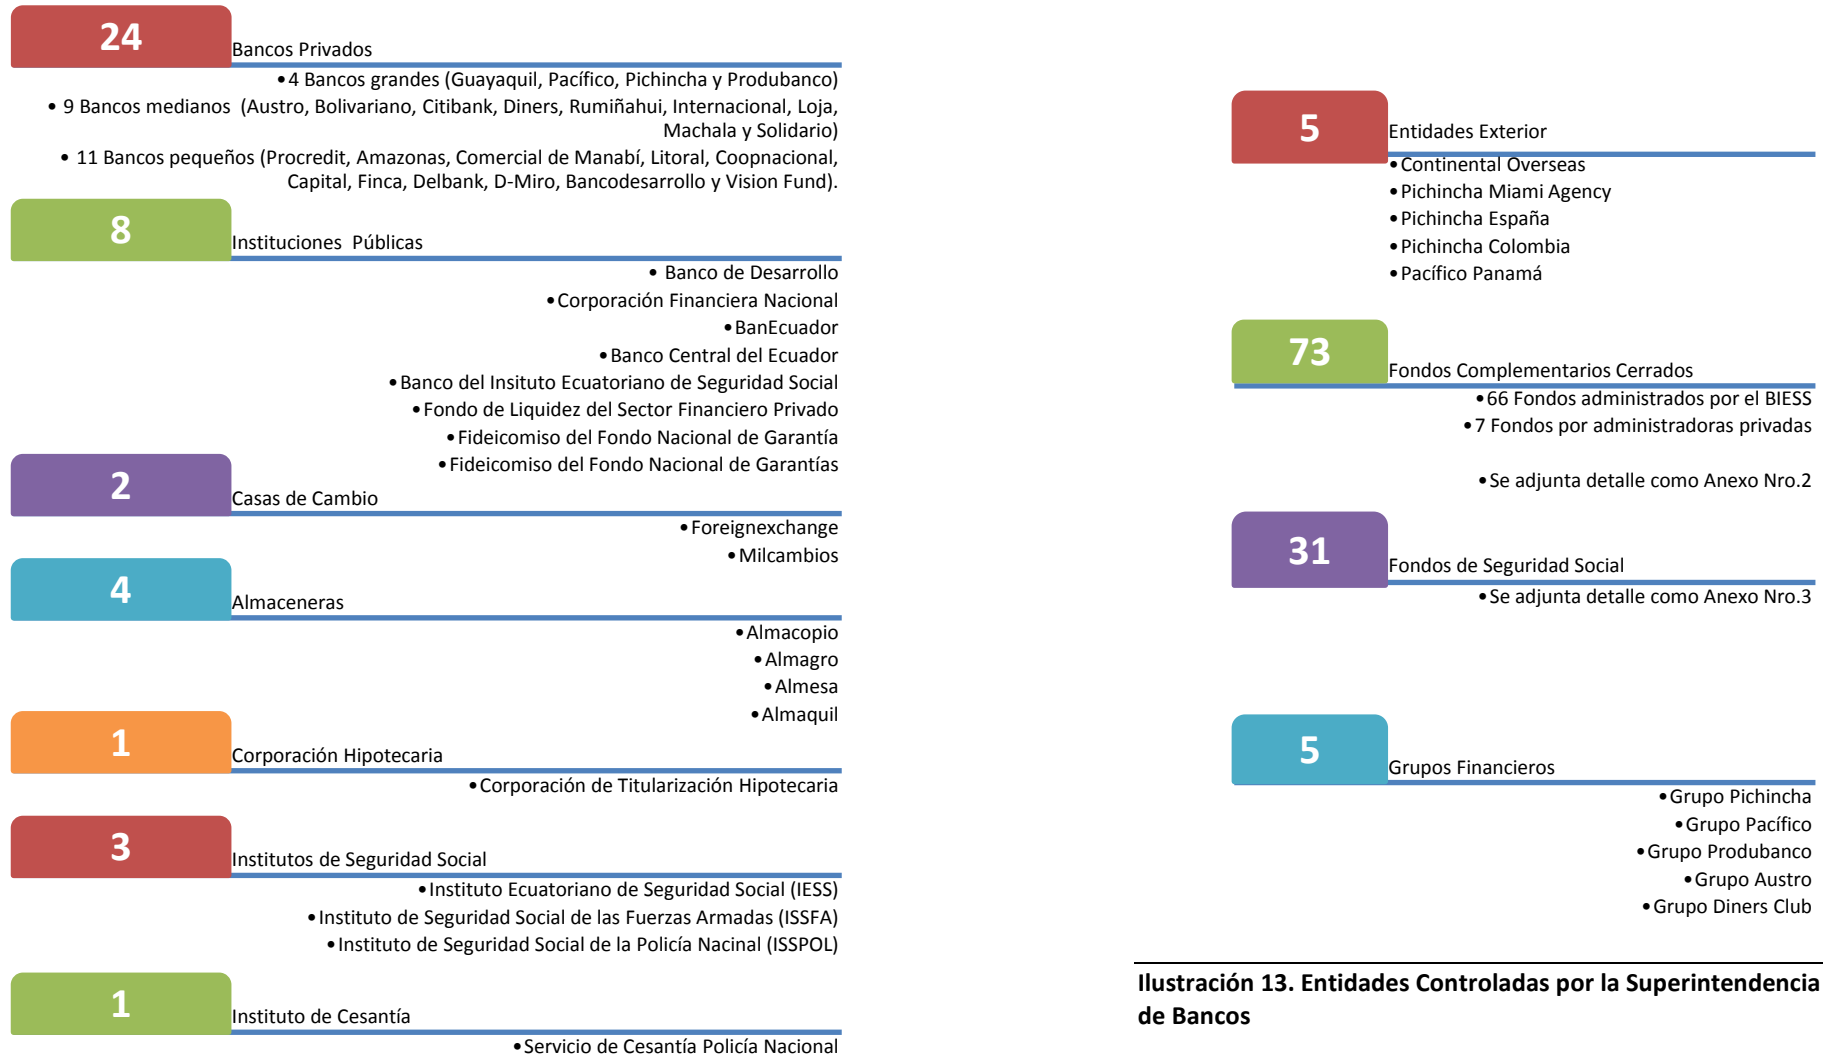 24
Bancos Privados
•4 Bancos grandes (Guayaquil, Pacífico, Pichincha y Produbanco)
• 9 Bancos medianos (Austro, Bolivariano, Citibank, Diners, Rumiñahui, Internacional, Loja,
Machala y Solidario)
• 11 Bancos pequeños (Procredit, Amazonas, Comercial de Manabí, Litoral, Coopnacional,
Capital, Finca, Delbank, D-Miro, Bancodesarrollo y Vision Fund).
8
Instituciones Públicas
• Banco de Desarrollo
•Corporación Financiera Nacional
•BanEcuador
•Banco Central del Ecuador
•Banco del Insituto Ecuatoriano de Seguridad Social
•Fondo de Liquidez del Sector Financiero Privado
•Fideicomiso del Fondo Nacional de Garantía
•Fideicomiso del Fondo Nacional de Garantías
2
Casas de Cambio
•Foreignexchange
•Milcambios
4
Almaceneras
•Almacopio
•Almagro
•Almesa
•Almaquil
1
Corporación Hipotecaria
•Corporación de Titularización Hipotecaria
3
Institutos de Seguridad Social
•Instituto Ecuatoriano de Seguridad Social (IESS)
•Instituto de Seguridad Social de las Fuerzas Armadas (ISSFA)
•Instituto de Seguridad Social de la Policía Nacinal (ISSPOL)
1
Instituto de Cesantía
•Servicio de Cesantía Policía Nacional
5
Entidades Exterior
•Continental Overseas
•Pichincha Miami Agency
•Pichincha España
•Pichincha Colombia
•Pacífico Panamá
73
Fondos Complementarios Cerrados
•66 Fondos administrados por el BIESS
•7 Fondos por administradoras privadas
•Se adjunta detalle como Anexo Nro.2
31
Fondos de Seguridad Social
•Se adjunta detalle como Anexo Nro.3
5
Grupos Financieros
•Grupo Pichincha
•Grupo Pacífico
•Grupo Produbanco
•Grupo Austro
•Grupo Diners Club
Ilustración 13. Entidades Controladas por la Superintendencia
de Bancos